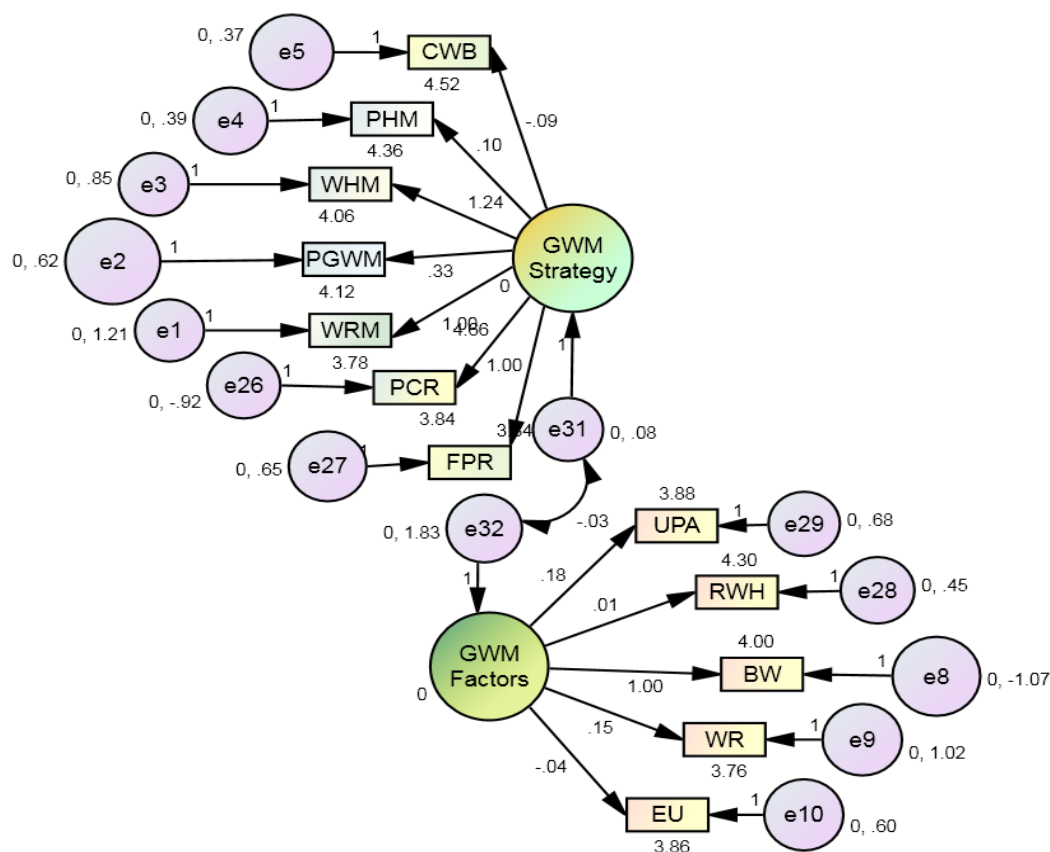 0, .37
e5
1
CWB
4.52
-.09
0, .39
e4
1
PHM
4.36
.10
0, .85
e3
1
WHM
4.06
1.24
0, .62
e2
1
PGWM
4.12
.33
GWM
Strategy
0
0, 1.21
e1
1
WRM
3.78
1.00
4.66
0, -.92
e26
1
PCR
3.84
1.00
1
0, .65
e27
1
FPR
e31
0, .08
0, 1.83
e32
-.03
1
3.88
UPA
1
e29
0, .68
.18
4.30
RWH
1
e28
0, .45
.01
GWM
Factors
0
4.00
BW
1
e8
0, -1.07
1.00
.15
WR
3.76
1
e9
0, 1.02
-.04
EU
3.86
1
e10
0, .60